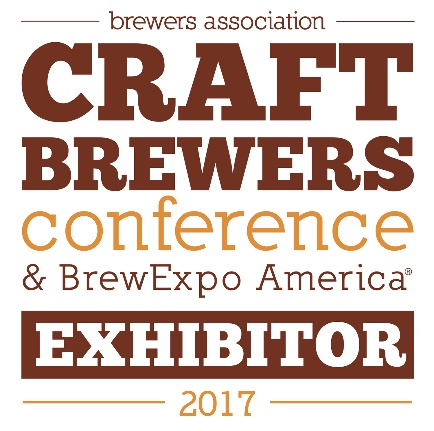 brewers association
CRAFT
BREWERS
conference
& BrewExpo America®
EXHIBITOR
2017